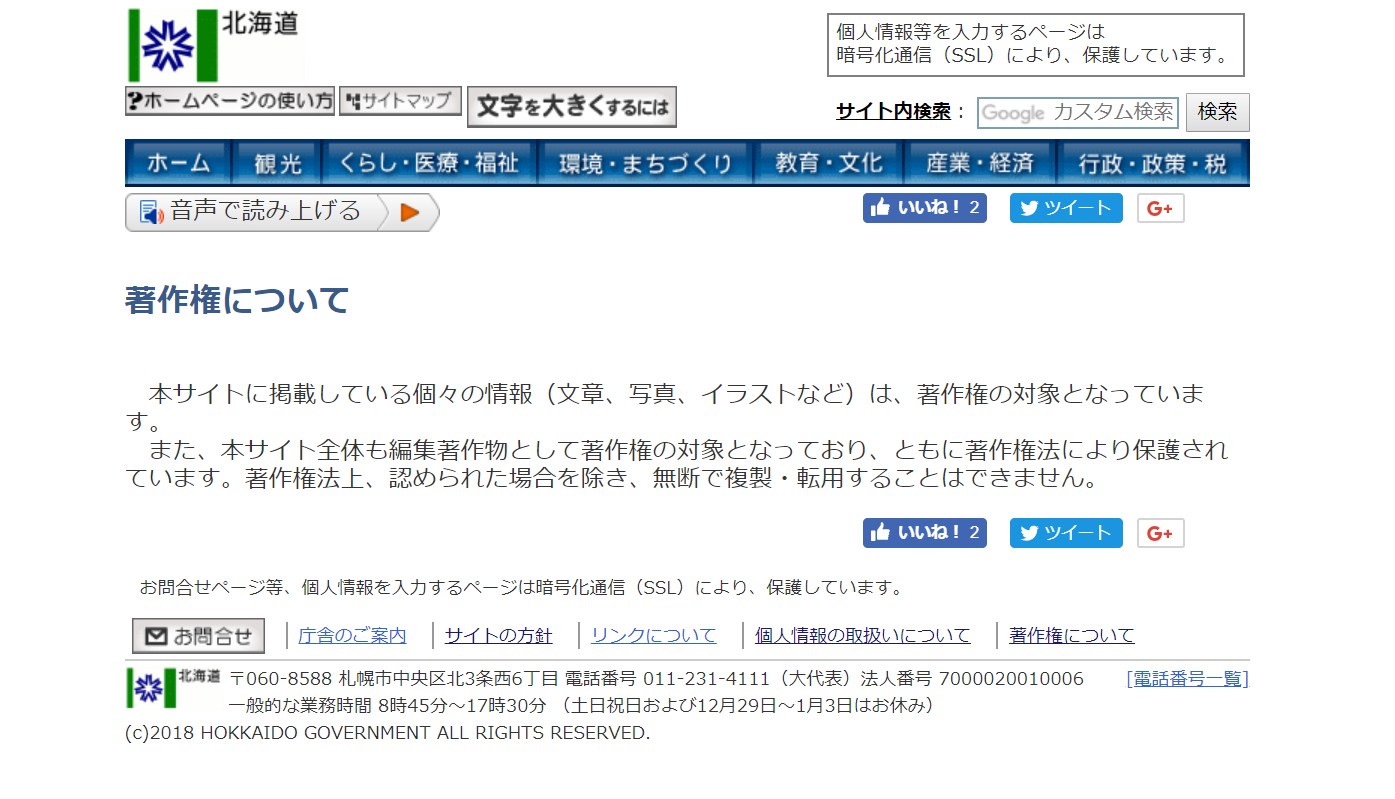 北海道
個人情報等を入力するページは
暗号化通信（SSL）により、保護しています。
?ホームページの使い方 サイトマップ 文字を大きくするには
サイト内検索： Google カスタム検索 検索
ホーム 観光 くらし・医療・福祉 環境・まちづくり 教育・文化 産業・経済 行政・政策・税
音声で読み上げる いいね！ 2 ツイート G+
著作権について
本サイトに掲載している個々の情報（文章、写真、イラストなど）は、著作権の対象となっていま
す。
また、本サイト全体も編集著作物として著作権の対象となっており、ともに著作権法により保護され
ています。著作権法上、認められた場合を除き、無断で複製・転用することはできません。
いいね！ 2 ツイート G+
お問合せページ等、個人情報を入力するページは暗号化通信（SSL）により、保護しています。
お問合せ 庁舎のご案内 サイトの方針 リンクについて 個人情報の取扱いについて 著作権について
北海道 〒060-8588 札幌市中央区北3条西6丁目 電話番号 011-231-4111（大代表）法人番号 7000020010006 [電話番号一覧]
一般的な業務時間 8時45分～17時30分 （土日祝日および12月29日～1月3日はお休み）
(c)2018 HOKKAIDO GOVERNMENT ALL RIGHTS RESERVED.